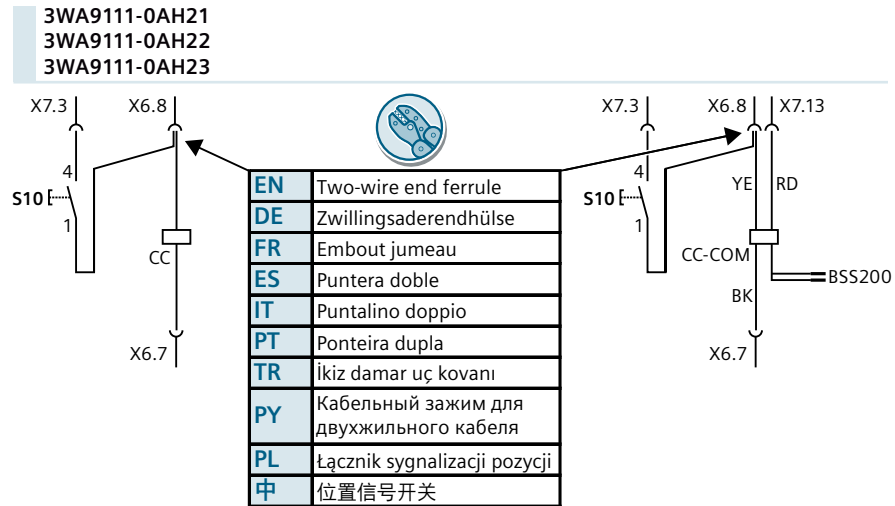 3WA9111-0AH21
3WA9111-0AH22
3WA9111-0AH23
X7.3 X6.8
4
S10
1
CC
X6.7
EN Two-wire end ferrule
DE Zwillingsaderendhülse
FR Embout jumeau
ES Puntera doble
IT Puntalino doppio
PT Ponteira dupla
TR İkiz damar uç kovanı
РУ Кабельный зажим для
двухжильного кабеля
PL Łącznik sygnalizacji pozycji
中 位置信号开关
X7.3 X6.8 X7.13
4
YE RD
S10
1
CC-COM
BSS200
BK
X6.7